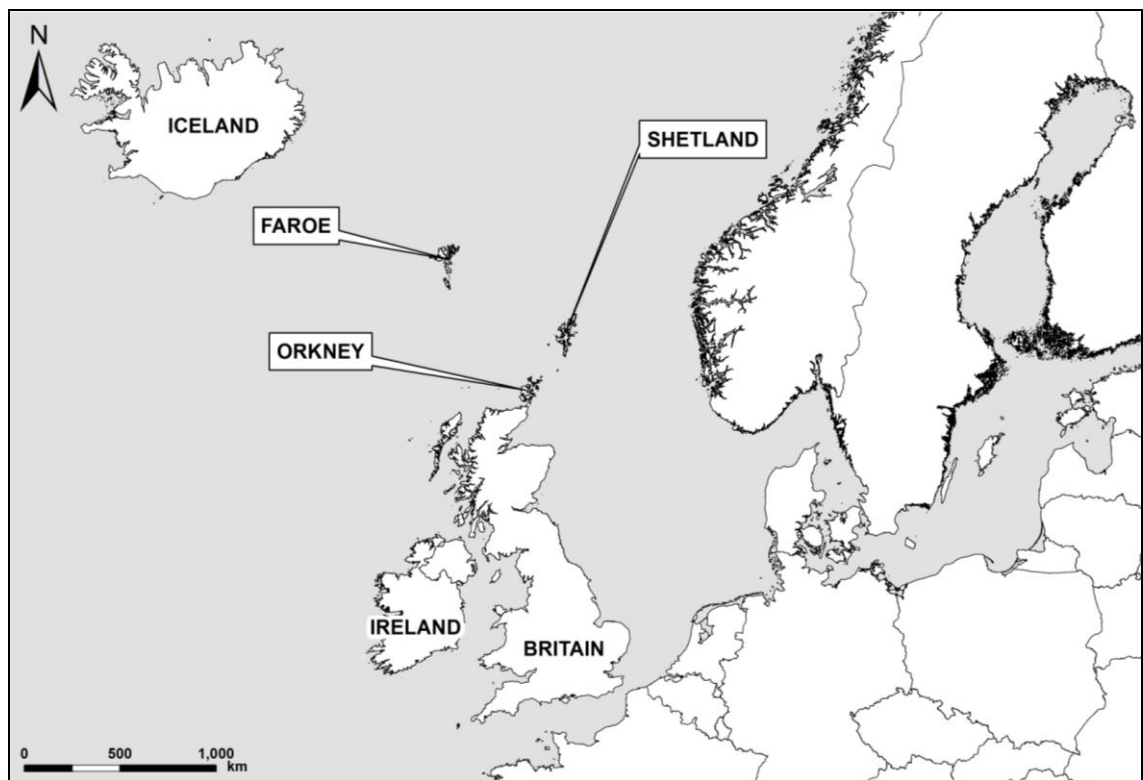 N
ICELAND
SHETLAND
FAROE
ORKNEY
IRELAND
BRITAIN
0 500 1,000
km